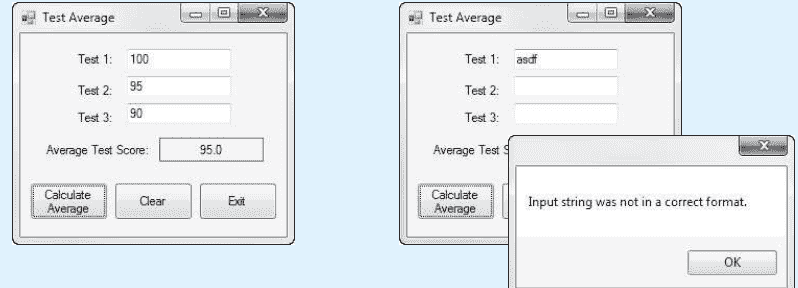 Test Average
Test 1: 100
Test 2: 95
Test 3: 90
Average Test Score: 95.0
Calculate
Average
Clear
Exit
Test Average
Test 1: asdf
Test 2:
Test 3:
Average Test S
Calculate
Average
Input string was not in a correct format.
OK